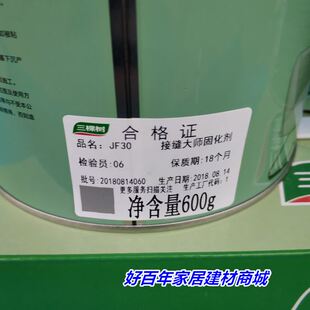 三棵树 合格证
品名：JF30 接缝大师固化剂
检验员：06 保质期：18个月
批号：20180814060 生产日期：2018.08.14
更多服务扫描关注 生产工厂代码：1
净含量600g
好百年家居建材商城